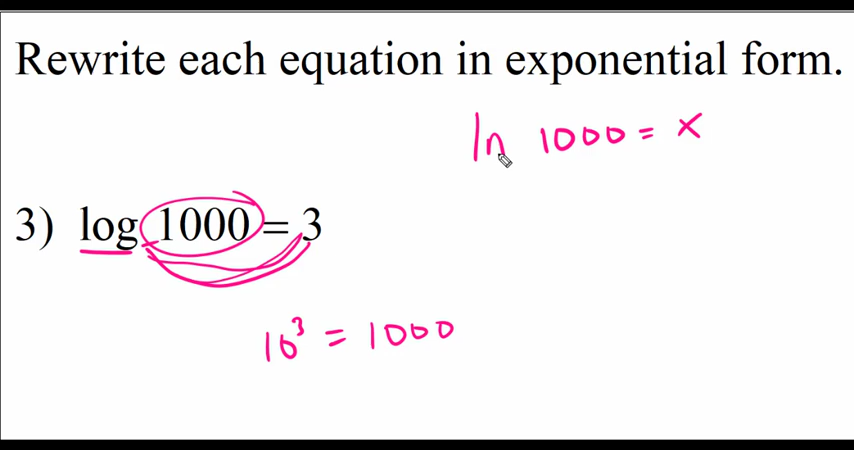 Rewrite each equation in exponential form.
ln 1000 = x
3) log 1000 = 3
10³ = 1000